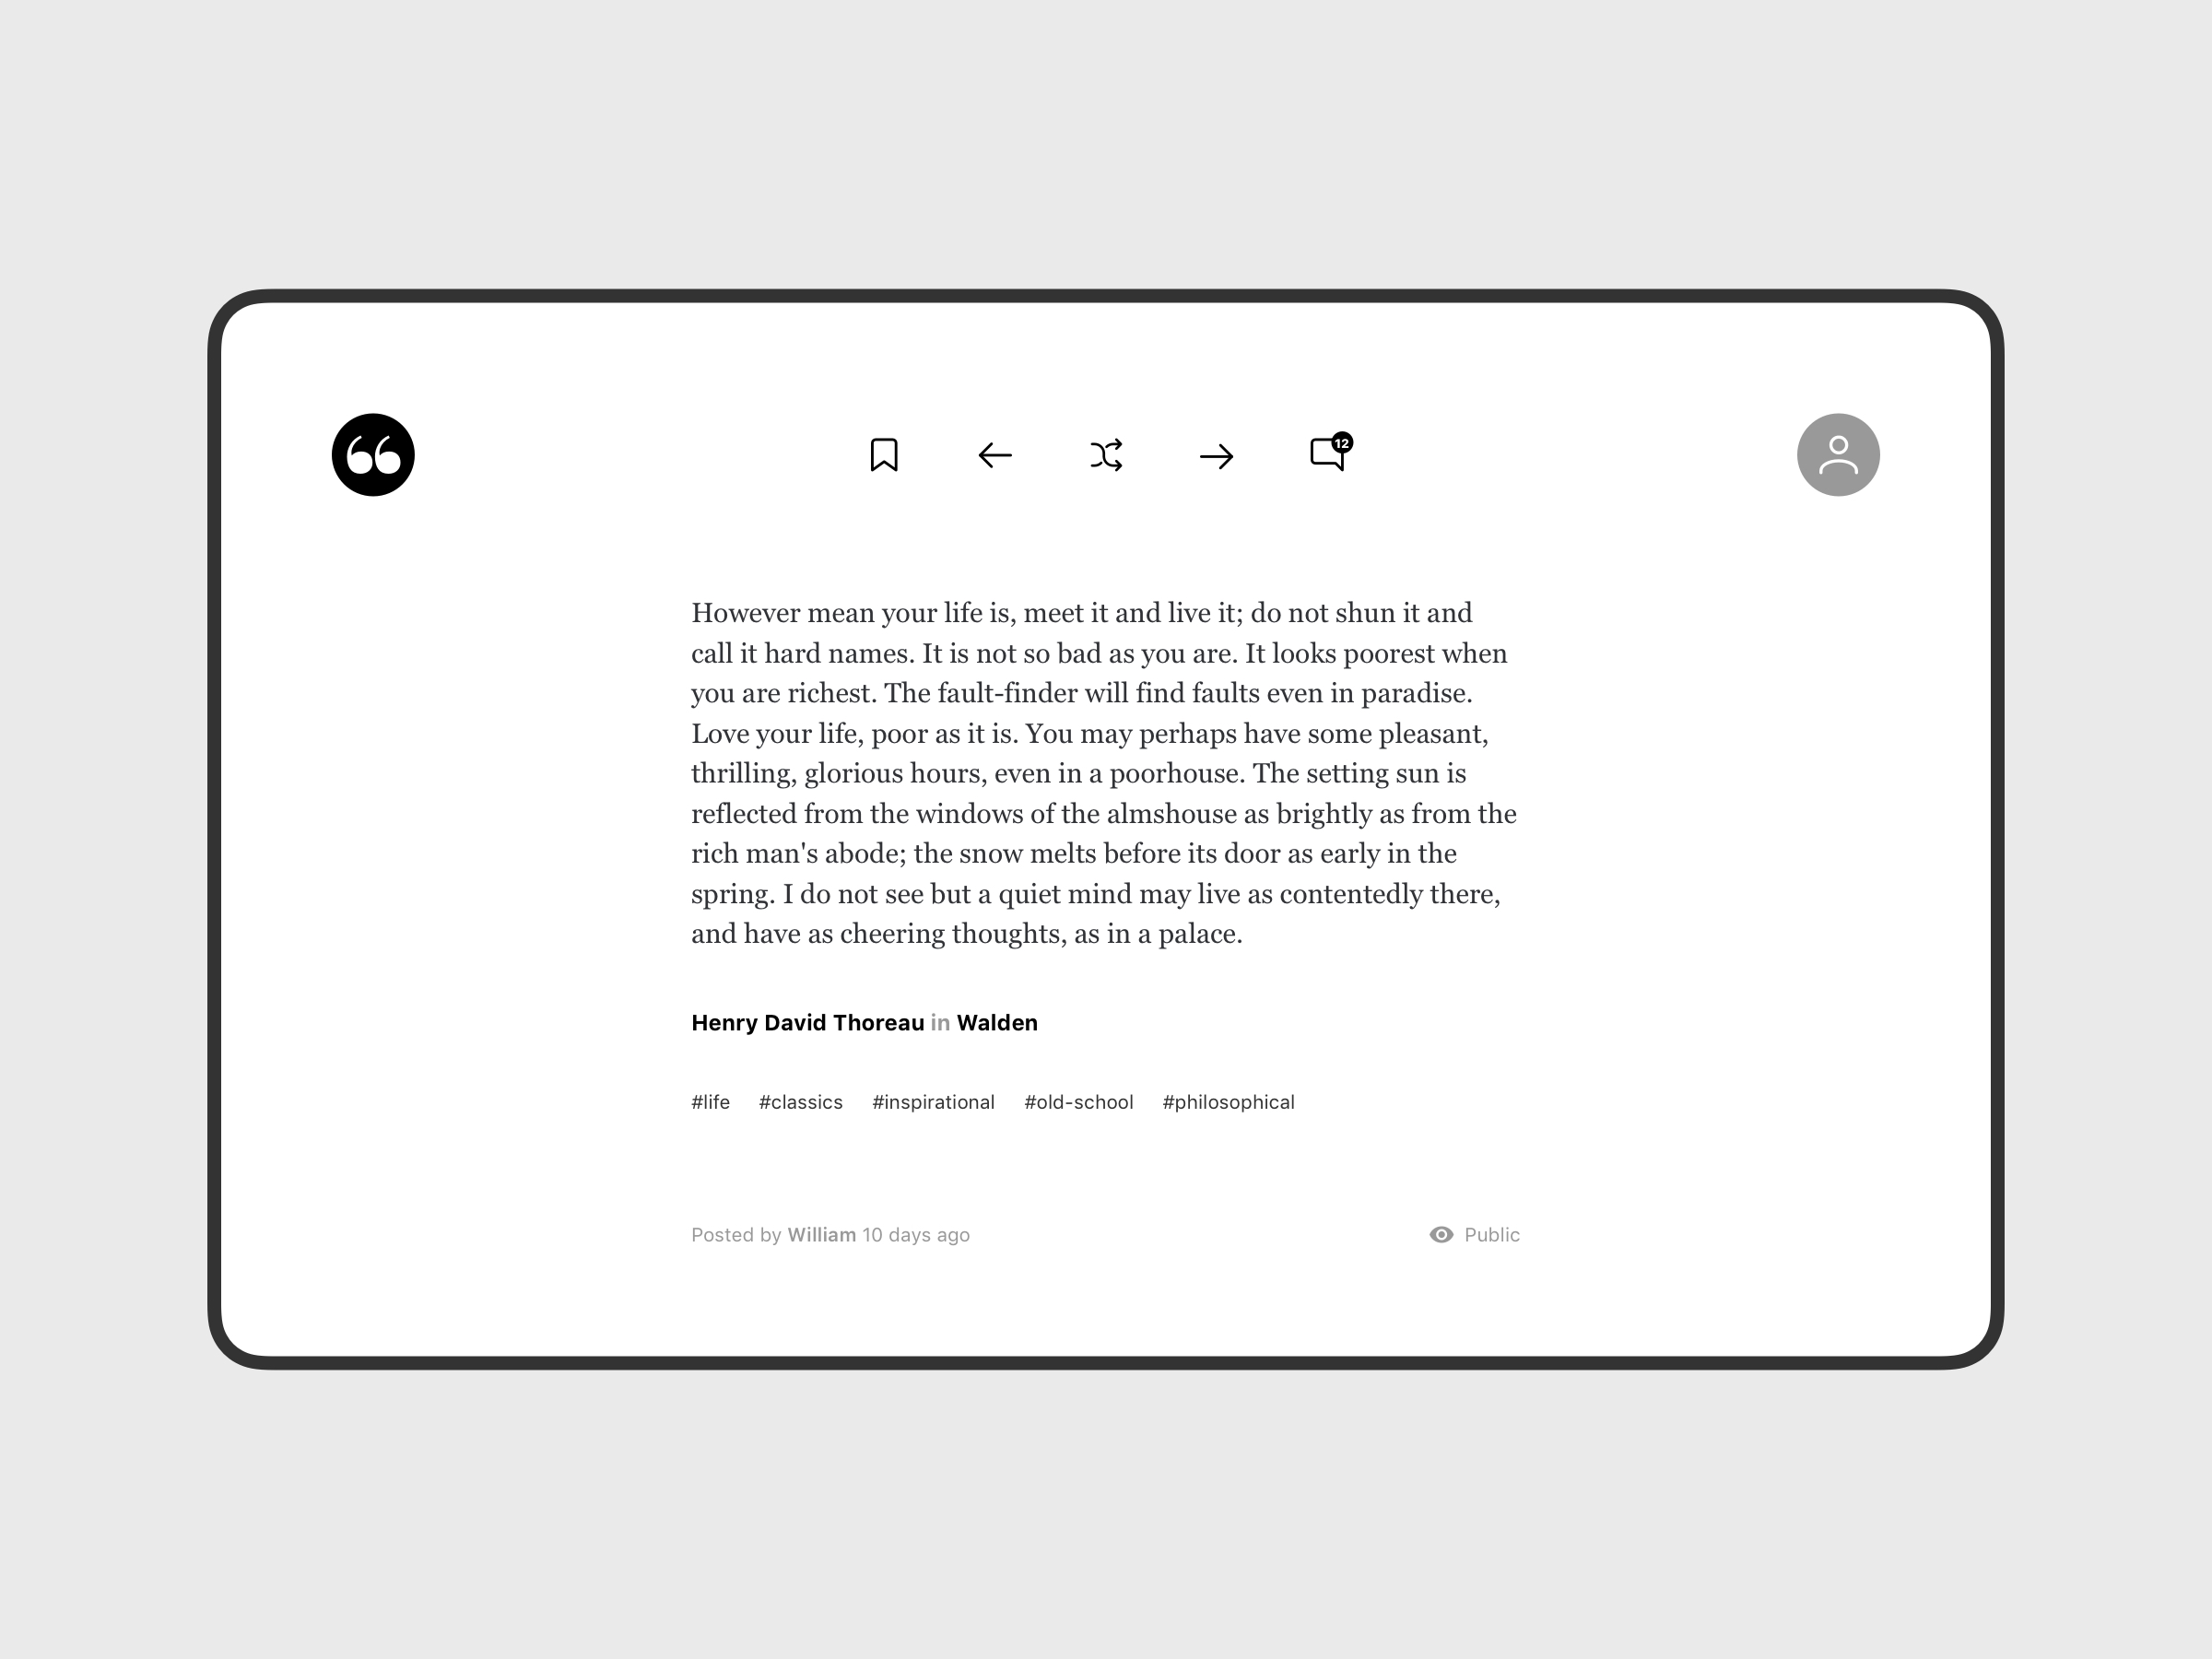 “
12
However mean your life is, meet it and live it; do not shun it and
call it hard names. It is not so bad as you are. It looks poorest when
you are richest. The fault-finder will find faults even in paradise.
Love your life, poor as it is. You may perhaps have some pleasant,
thrilling, glorious hours, even in a poorhouse. The setting sun is
reflected from the windows of the almshouse as brightly as from the
rich man's abode; the snow melts before its door as early in the
spring. I do not see but a quiet mind may live as contentedly there,
and have as cheering thoughts, as in a palace.
Henry David Thoreau in Walden
#life #classics #inspirational #old-school #philosophical
Posted by William 10 days ago Public